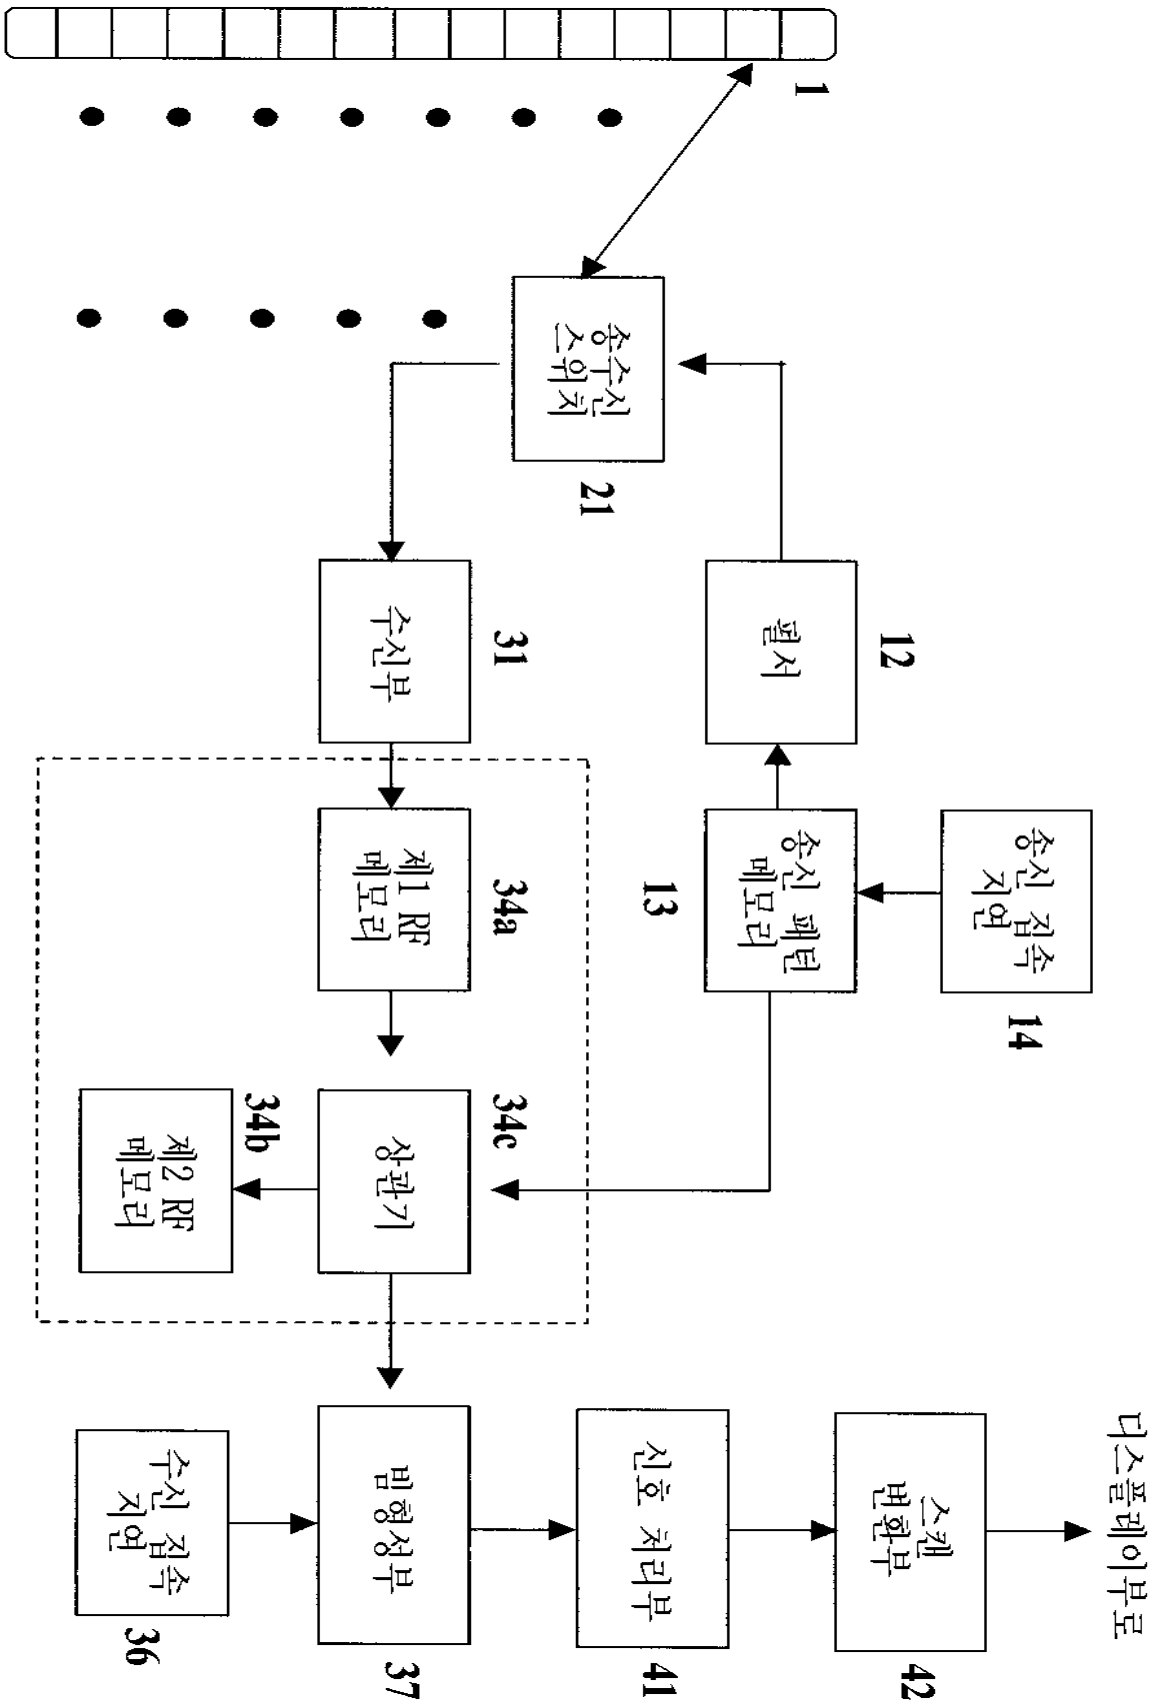 디스플레이부로
송신 집속
지연
14
12
펄서
송신 패턴
메모리
13
스캔
변환부
42
1
송수신
스위치
21
신호 처리부
41
31
수신부
34a
제1 RF
메모리
34c
상관기
빔형성부
37
34b
제2 RF
메모리
수신 집속
지연
36